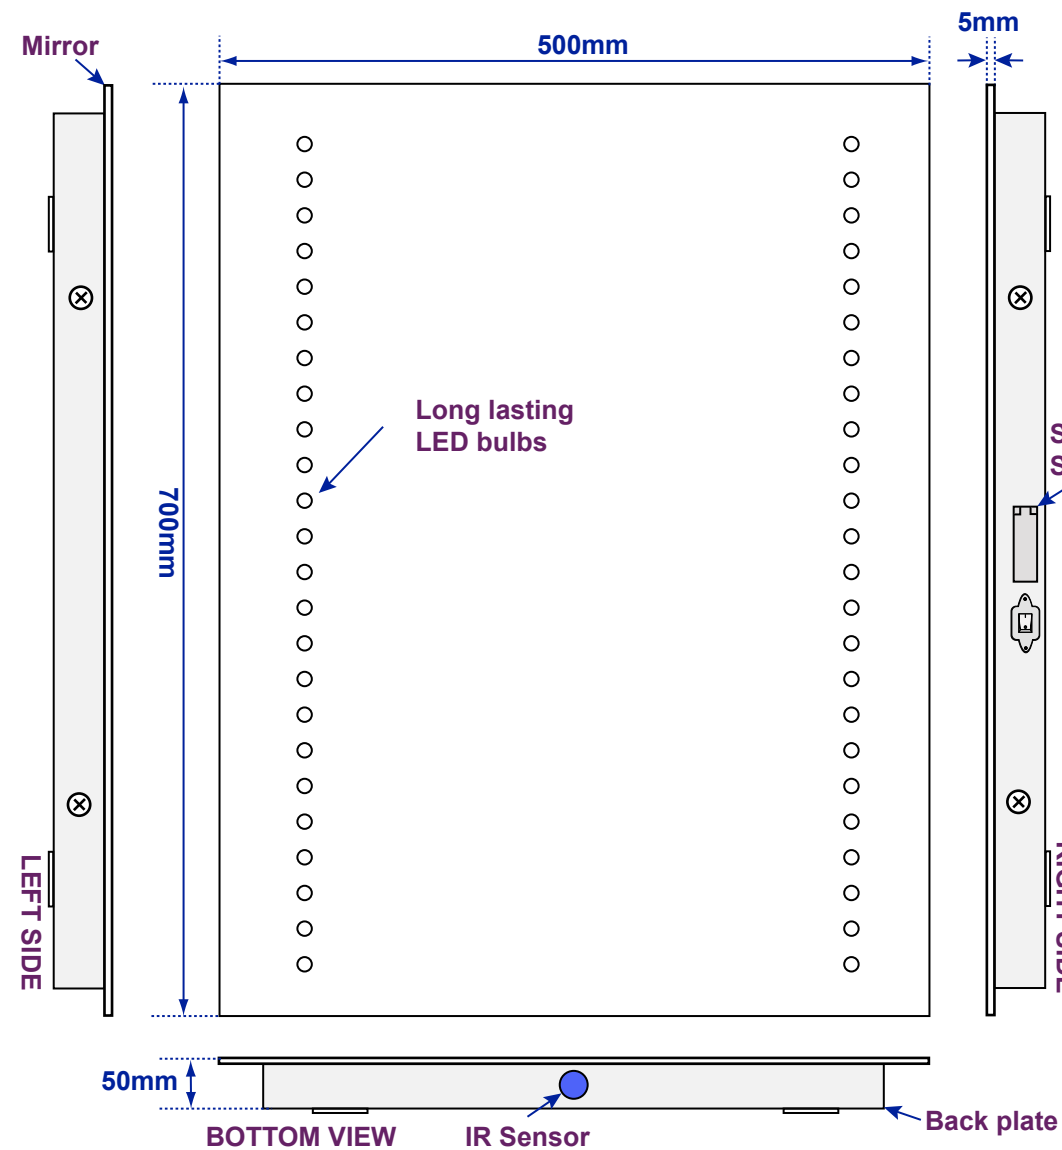 Mirror
500mm
5mm
Long lasting
LED bulbs
700mm
LEFT SIDE
50mm
BOTTOM VIEW
IR Sensor
Back plate